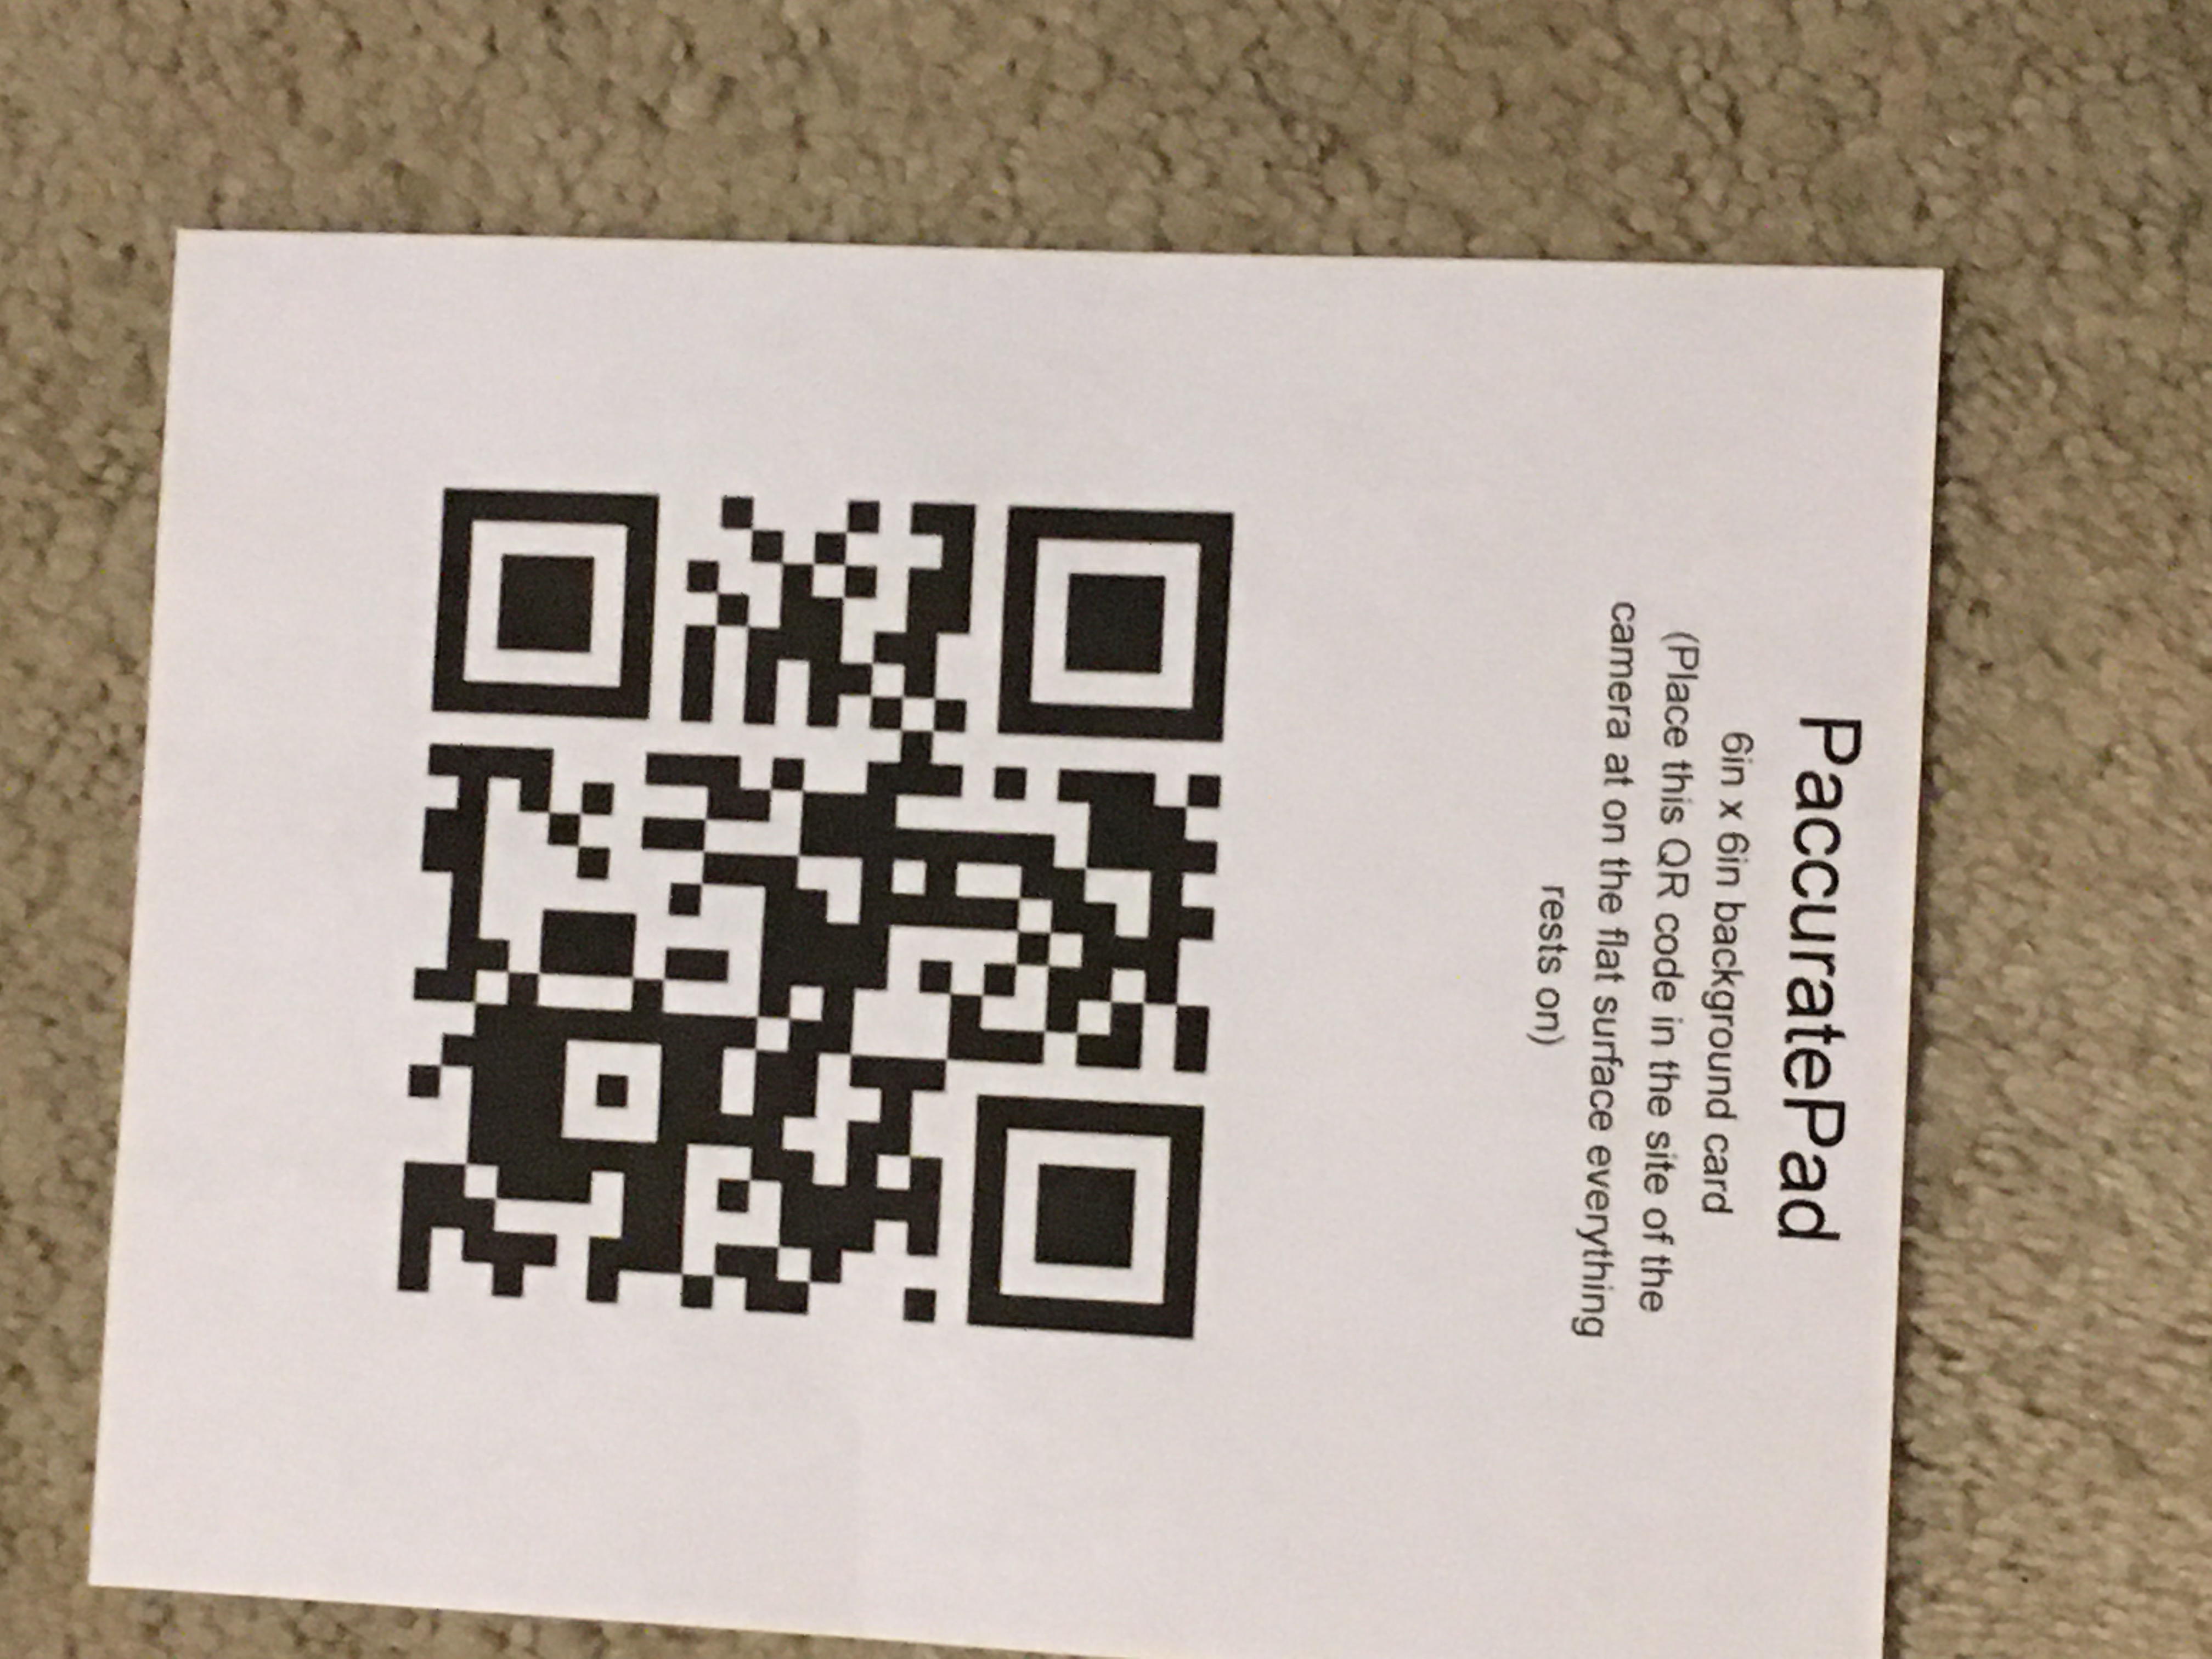 PaccuratePad
6in x 6in background card
(Place this QR code in the site of the
camera at on the flat surface everything
rests on)